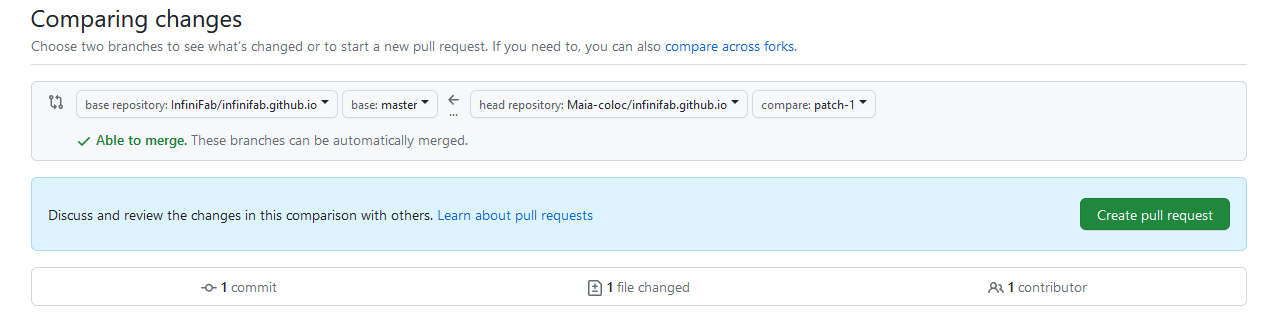 Comparing changes
Choose two branches to see what's changed or to start a new pull request. If you need to, you can also compare across forks.
base repository: InfiniFab/infinifab.github.io base: master ... head repository: Maia-coloc/infinifab.github.io compare: patch-1
Able to merge. These branches can be automatically merged.
Discuss and review the changes in this comparison with others. Learn about pull requests Create pull request
1 commit 1 file changed 1 contributor